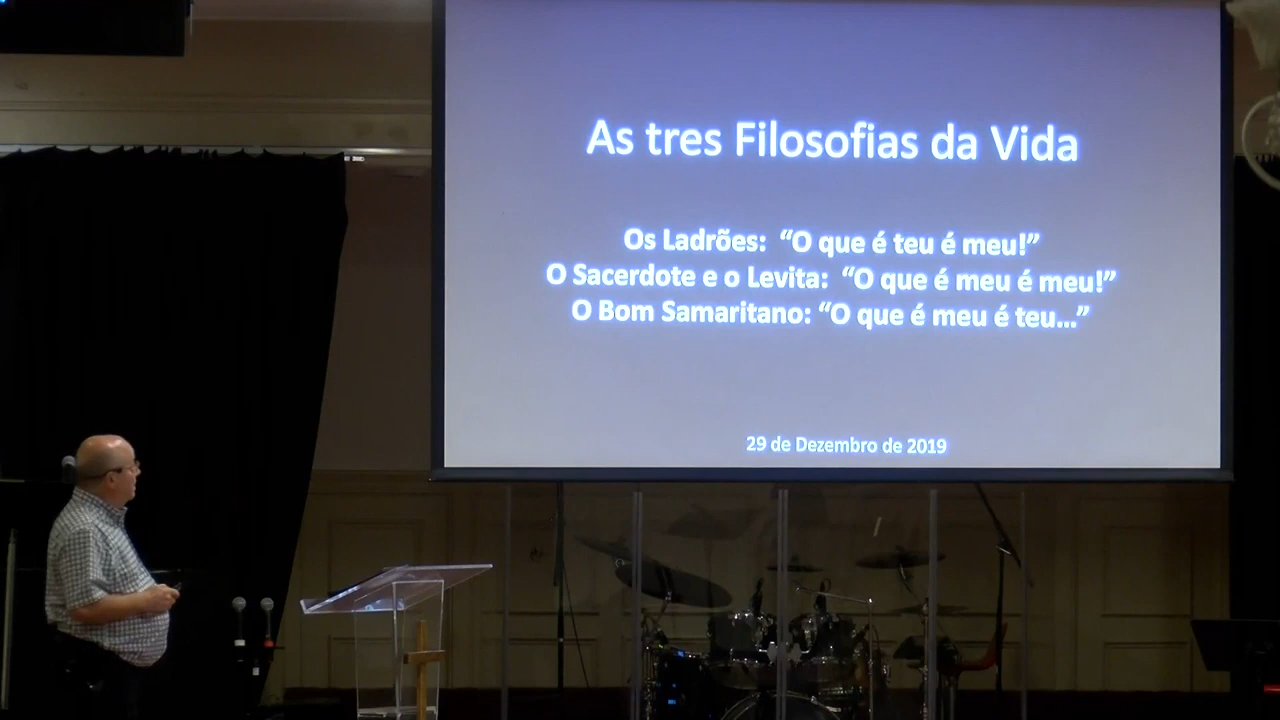 As tres Filosofias da Vida
Os Ladrões: “O que é teu é meu!”
O Sacerdote e o Levita: “O que é meu é meu!”
O Bom Samaritano: “O que é meu é teu...”
29 de Dezembro de 2019